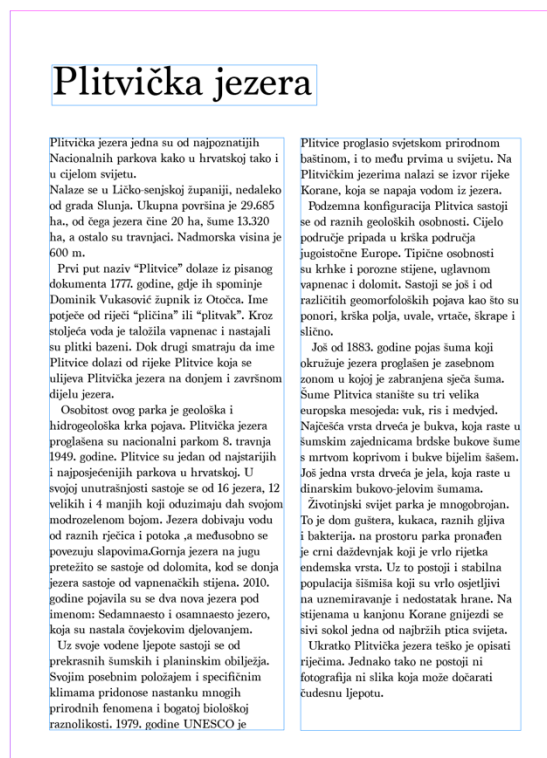 Plitvička jezera
Plitvička jezera jedna su od najpoznatijih
Nacionalnih parkova kako u hrvatskoj tako i
u cijelom svijetu.
Nalaze se u Ličko-senjskoj županiji, nedaleko
od grada Slunja. Ukupna površina je 29.685
ha., od čega jezera čine 20 ha, šume 13.320
ha, a ostalo su travnjaci. Nadmorska visina je
600 m.
Prvi put naziv “Plitvice” dolaze iz pisanog
dokumenta 1777. godine, gdje ih spominje
Dominik Vukasović župnik iz Otočca. Ime
potječe od riječi “pličina” ili “plitvak”. Kroz
stoljeća voda je taložila vapnenac i nastajali
su plitki bazeni. Dok drugi smatraju da ime
Plitvice dolazi od rijeke Plitvice koja se
ulijeva Plitvička jezera na donjem i završnom
dijelu jezera.
Osobitost ovog parka je geološka i
hidrogeološka krka pojava. Plitvička jezera
proglašena su nacionalni parkom 8. travnja
1949. godine. Plitvice su jedan od najstarijih
i najposjećenijih parkova u hrvatskoj. U
svojoj unutrašnjosti sastoje se od 16 jezera, 12
velikih i 4 manjih koji oduzimaju dah svojom
modrozelenom bojom. Jezera dobivaju vodu
od raznih rječica i potoka ,a međusobno se
povezuju slapovima.Gornja jezera na jugu
pretežito se sastoje od dolomita, kod se donja
jezera sastoje od vapnenačkih stijena. 2010.
godine pojavila su se dva nova jezera pod
imenom: Sedamnaesto i osamnaesto jezero,
koja su nastala čovjekovim djelovanjem.
Uz svoje vodene ljepote sastoji se od
prekrasnih šumskih i planinskim obilježja.
Svojim posebnim položajem i specifičnim
klimama pridonose nastanku mnogih
prirodnih fenomena i bogatoj biološkoj
raznolikosti. 1979. godine UNESCO je
Plitvice proglasio svjetskom prirodnom
baštinom, i to među prvima u svijetu. Na
Plitvičkim jezerima nalazi se izvor rijeke
Korane, koja se napaja vodom iz jezera.
Podzemna konfiguracija Plitvica sastoji
se od raznih geoloških osobnosti. Cijelo
područje pripada u krška područja
jugoistočne Europe. Tipične osobnosti
su krhke i porozne stijene, uglavnom
vapnenac i dolomit. Sastoji se još i od
različitih geomorfoloških pojava kao što su
ponori, krška polja, uvale, vrtače, škrape i
slično.
Još od 1883. godine pojas šuma koji
okružuje jezera proglašen je zasebnom
zonom u kojoj je zabranjena sječa šuma.
Šume Plitvica stanište su tri velika
europska mesojeda: vuk, ris i medvjed.
Najčešća vrsta drveća je bukva, koja raste u
šumskim zajednicama brdske bukove šume
s mrtvom koprivom i bukve bijelim šašem.
Još jedna vrsta drveća je jela, koja raste u
dinarskim bukovo-jelovim šumama.
Životinjski svijet parka je mnogobrojan.
To je dom guštera, kukaca, raznih gljiva
i bakterija. na prostoru parka pronađen
je crni daždevnjak koji je vrlo rijetka
endemska vrsta. Uz to postoji i stabilna
populacija šišmiša koji su vrlo osjetljivi
na uznemiravanje i nedostatak hrane. Na
stijenama u kanjonu Korane gnijezdi se
sivi sokol jedna od najbržih ptica svijeta.
Ukratko Plitvička jezera teško je opisati
riječima. Jednako tako ne postoji ni
fotografija ni slika koja može dočarati
čudesnu ljepotu.